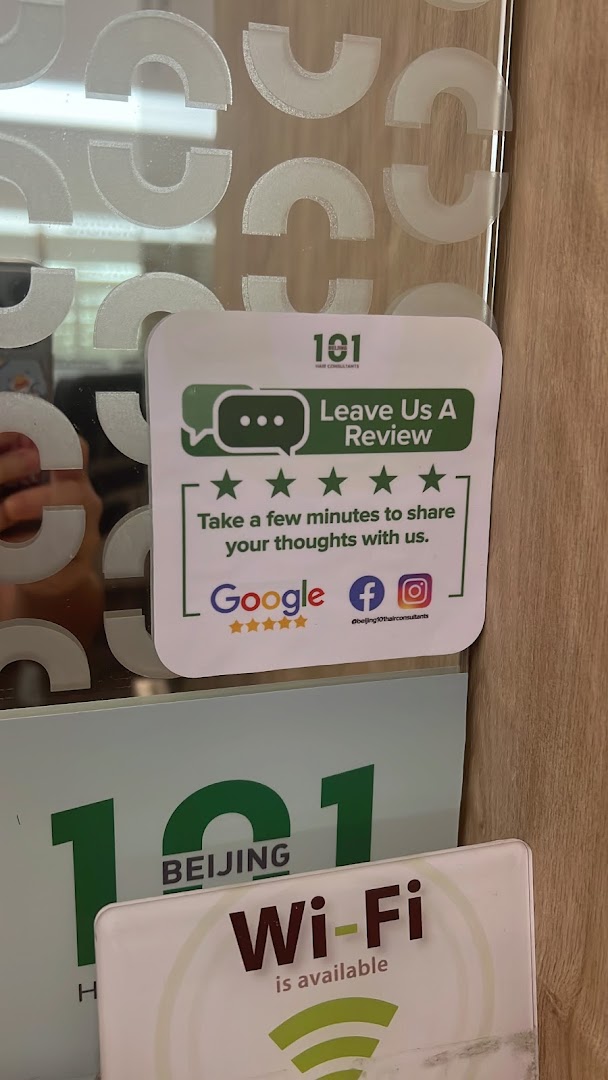 101
BEIJING
HAIR CONSULTANTS
Leave Us A
Review
Take a few minutes to share
your thoughts with us.
Google
@beijing101hairconsultants
101
BEIJING
H
Wi-Fi
is available